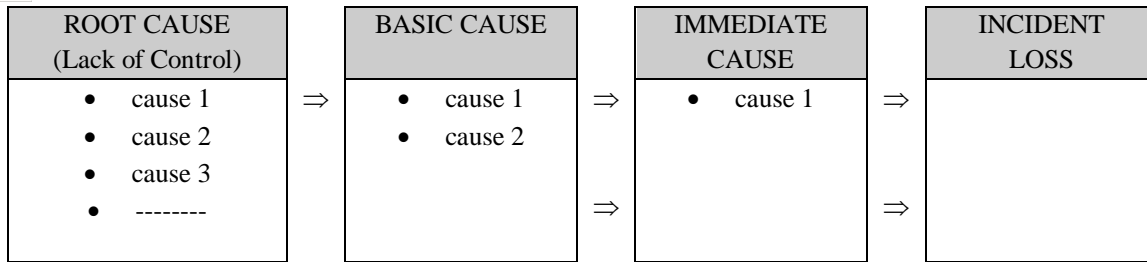 ROOT CAUSE
(Lack of Control)
• cause 1
• cause 2
• cause 3
• --------
⇒
BASIC CAUSE
• cause 1
• cause 2
⇒
⇒
IMMEDIATE
CAUSE
• cause 1
⇒
⇒
INCIDENT
LOSS